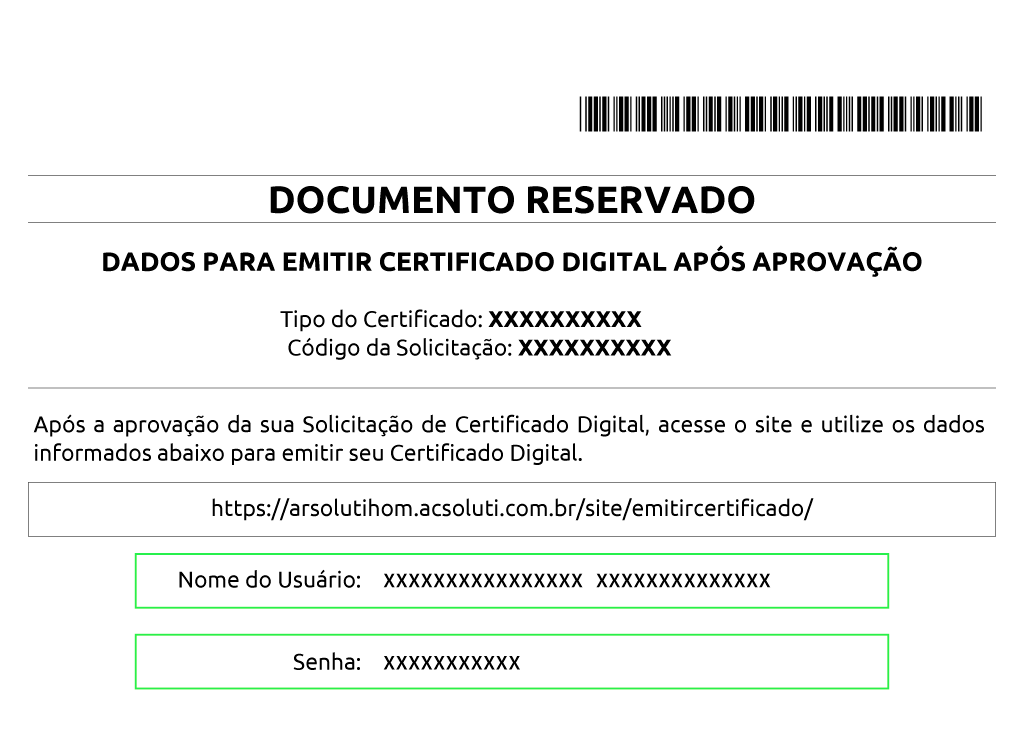 DOCUMENTO RESERVADO
DADOS PARA EMITIR CERTIFICADO DIGITAL APÓS APROVAÇÃO
Tipo do Certificado: XXXXXXXXXX
Código da Solicitação: XXXXXXXXXX
Após a aprovação da sua Solicitação de Certificado Digital, acesse o site e utilize os dados
informados abaixo para emitir seu Certificado Digital.
https://arsolutihom.acsoluti.com.br/site/emitircertificado/
Nome do Usuário: XXXXXXXXXXXXXXXX XXXXXXXXXXXXXX
Senha: XXXXXXXXXXX